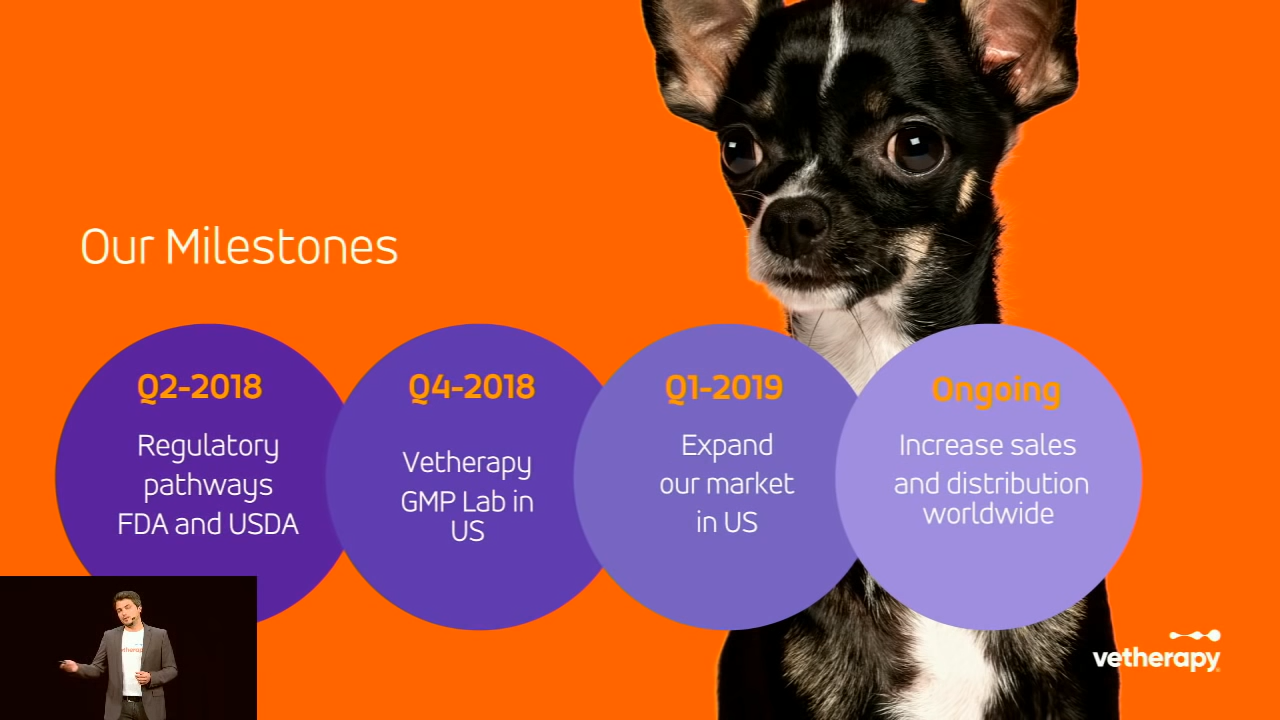 Our Milestones
Q2-2018
Regulatory
pathways
FDA and USDA
Q4-2018
Vetherapy
GMP Lab in
US
Q1-2019
Expand
our market
in US
Ongoing
Increase sales
and distribution
worldwide
vetherapy